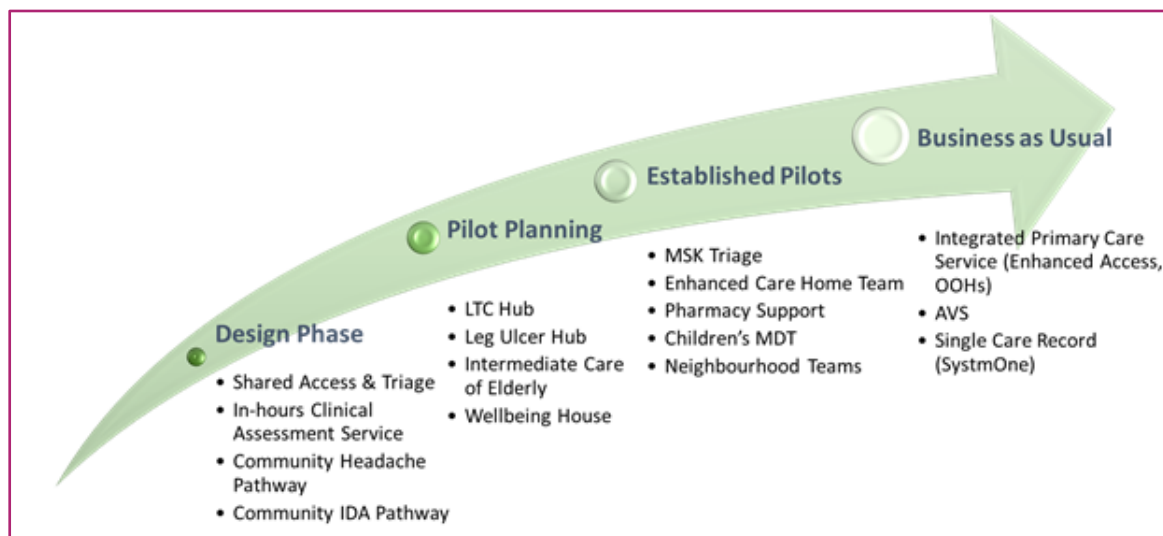 Design Phase
• Shared Access & Triage
• In-hours Clinical
Assessment Service
• Community Headache
Pathway
• Community IDA Pathway
Pilot Planning
• LTC Hub
• Leg Ulcer Hub
• Intermediate Care
of Elderly
• Wellbeing House
Established Pilots
• MSK Triage
• Enhanced Care Home Team
• Pharmacy Support
• Children's MDT
• Neighbourhood Teams
Business as Usual
• Integrated Primary Care
Service (Enhanced Access,
OOHs)
• AVS
• Single Care Record
(SystmOne)